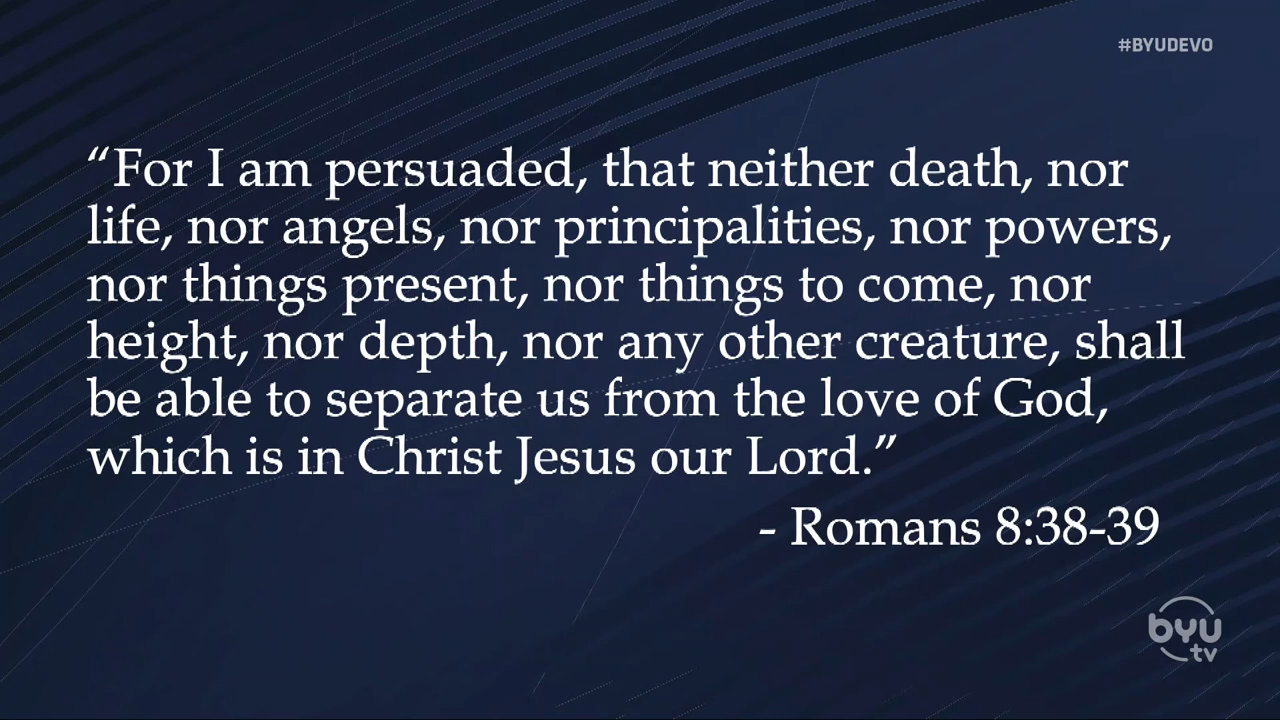 #BYUDEVO
“For I am persuaded, that neither death, nor
life, nor angels, nor principalities, nor powers,
nor things present, nor things to come, nor
height, nor depth, nor any other creature, shall
be able to separate us from the love of God,
which is in Christ Jesus our Lord.”
- Romans 8:38-39
byu
tv